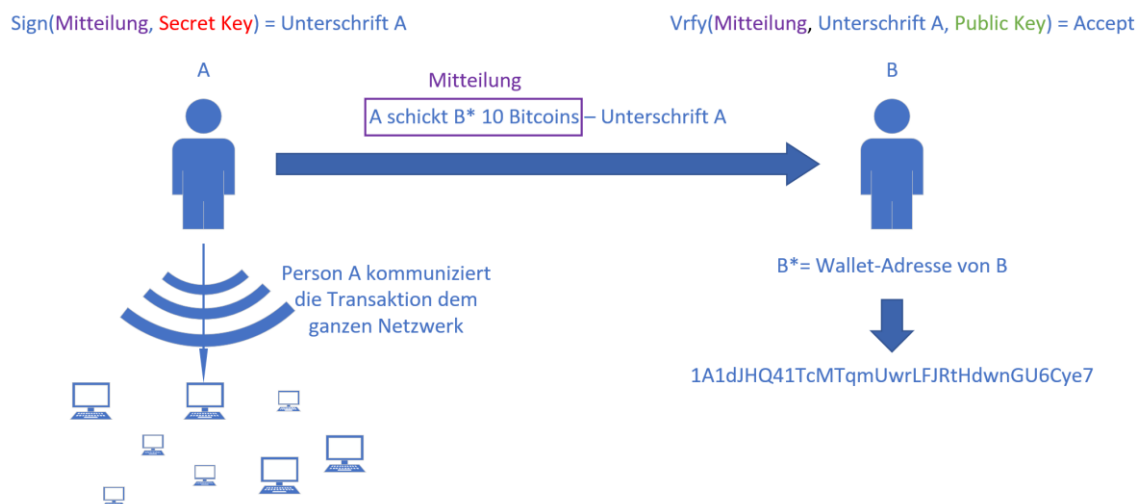 Sign(Mitteilung, Secret Key) = Unterschrift A
Vrfy(Mitteilung, Unterschrift A, Public Key) = Accept
A
B
Mitteilung
A schickt B* 10 Bitcoins – Unterschrift A
Person A kommuniziert
die Transaktion dem
ganzen Netzwerk
B*= Wallet-Adresse von B
1A1dJHQ41TcMTqmUwrLFJRtHdwnGU6Cye7